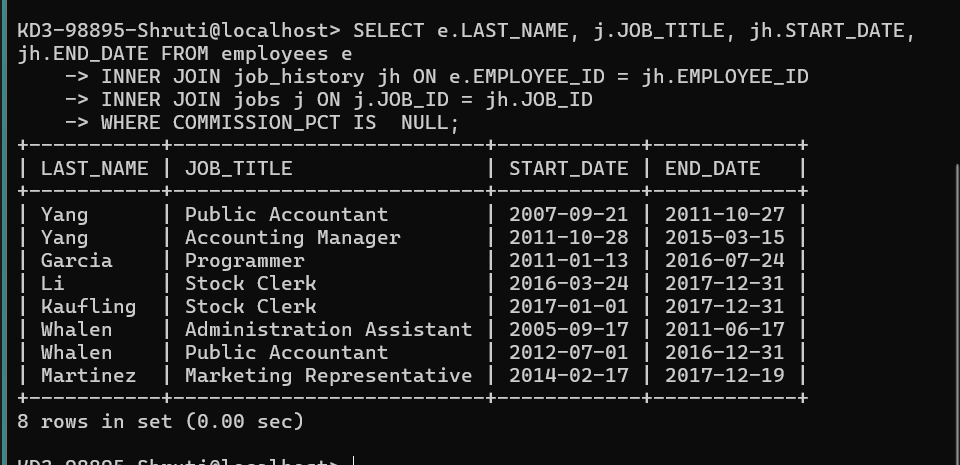 KD3-98895-Shruti@localhost> SELECT e.LAST_NAME, j.JOB_TITLE, jh.START_DATE,
jh.END_DATE FROM employees e
    -> INNER JOIN job_history jh ON e.EMPLOYEE_ID = jh.EMPLOYEE_ID
    -> INNER JOIN jobs j ON j.JOB_ID = jh.JOB_ID
    -> WHERE COMMISSION_PCT IS  NULL;
+-----------+--------------------------+------------+------------+
| LAST_NAME | JOB_TITLE                | START_DATE | END_DATE   |
+-----------+--------------------------+------------+------------+
| Yang      | Public Accountant        | 2007-09-21 | 2011-10-27 |
| Yang      | Accounting Manager       | 2011-10-28 | 2015-03-15 |
| Garcia    | Programmer               | 2011-01-13 | 2016-07-24 |
| Li        | Stock Clerk              | 2016-03-24 | 2017-12-31 |
| Kaufling  | Stock Clerk              | 2017-01-01 | 2017-12-31 |
| Whalen    | Administration Assistant | 2005-09-17 | 2011-06-17 |
| Whalen    | Public Accountant        | 2012-07-01 | 2016-12-31 |
| Martinez  | Marketing Representative | 2014-02-17 | 2017-12-19 |
+-----------+--------------------------+------------+------------+
8 rows in set (0.00 sec)
KD3-98895-Shruti@localhost>